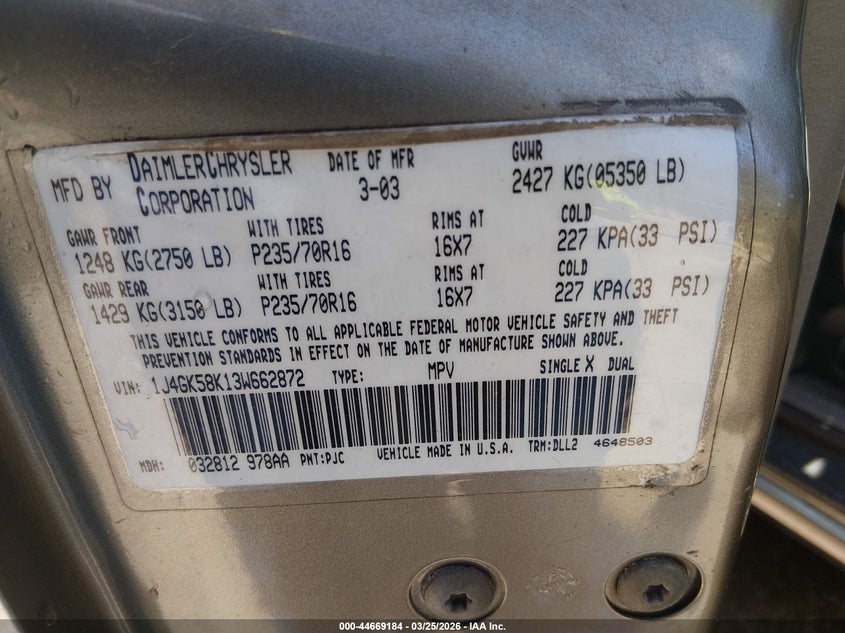 MFD BY DAIMLERCHRYSLER CORPORATION DATE OF MFR 3-03 GVWR 2427 KG(05350 LB)
GAWR FRONT WITH TIRES RIMS AT COLD
1248 KG(2750 LB) P235/70R16 16X7 227 KPA(33 PSI)
GAWR REAR WITH TIRES RIMS AT COLD
1429 KG(3150 LB) P235/70R16 16X7 227 KPA(33 PSI)
THIS VEHICLE CONFORMS TO ALL APPLICABLE FEDERAL MOTOR VEHICLE SAFETY AND THEFT
PREVENTION STANDARDS IN EFFECT ON THE DATE OF MANUFACTURE SHOWN ABOVE.
VIN: 1J4GK58K13W662872 TYPE: MPV SINGLE X DUAL
MDH: 032812 978AA PNT:PJC VEHICLE MADE IN U.S.A. TRM:DLL2 4648503
000-44669184 | 03/25/2026 - IAA Inc.